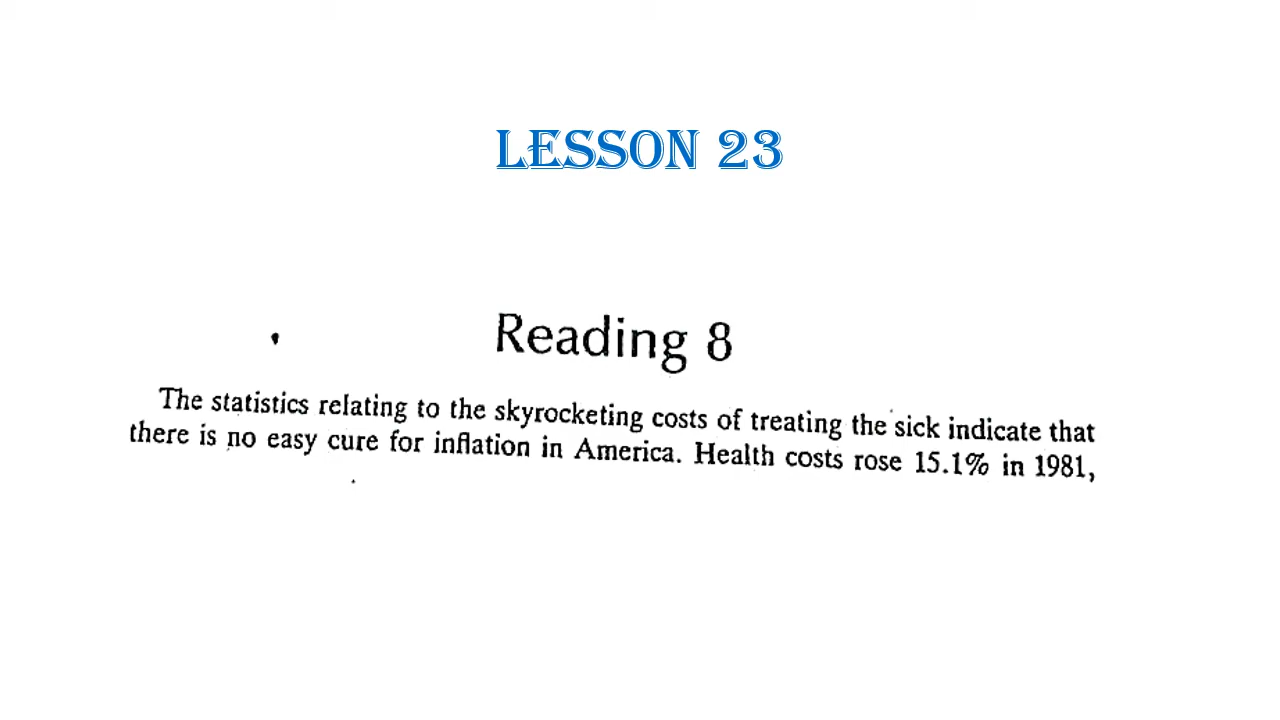 LESSON 23
Reading 8
The statistics relating to the skyrocketing costs of treating the sick indicate that
there is no easy cure for inflation in America. Health costs rose 15.1% in 1981,